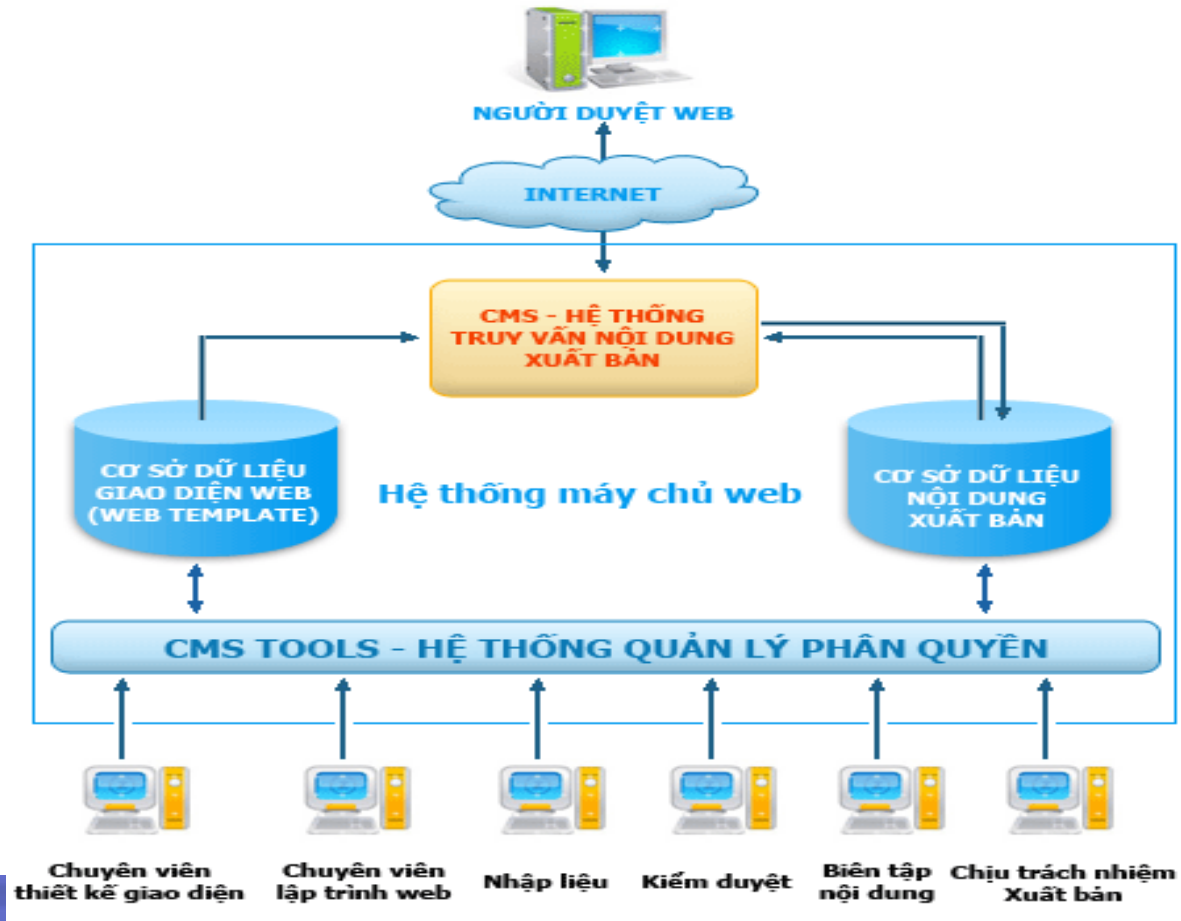 NGƯỜI DUYỆT WEB
INTERNET
CMS - HỆ THỐNG
TRUY VẤN NỘI DUNG
XUẤT BẢN
CƠ SỞ DỮ LIỆU
GIAO DIỆN WEB
(WEB TEMPLATE)
Hệ thống máy chủ web
CƠ SỞ DỮ LIỆU
NỘI DUNG
XUẤT BẢN
CMS TOOLS - HỆ THỐNG QUẢN LÝ PHÂN QUYỀN
Chuyên viên
thiết kế giao diện
Chuyên viên
lập trình web
Nhập liệu
Kiểm duyệt
Biên tập
nội dung
Chịu trách nhiệm
Xuất bản